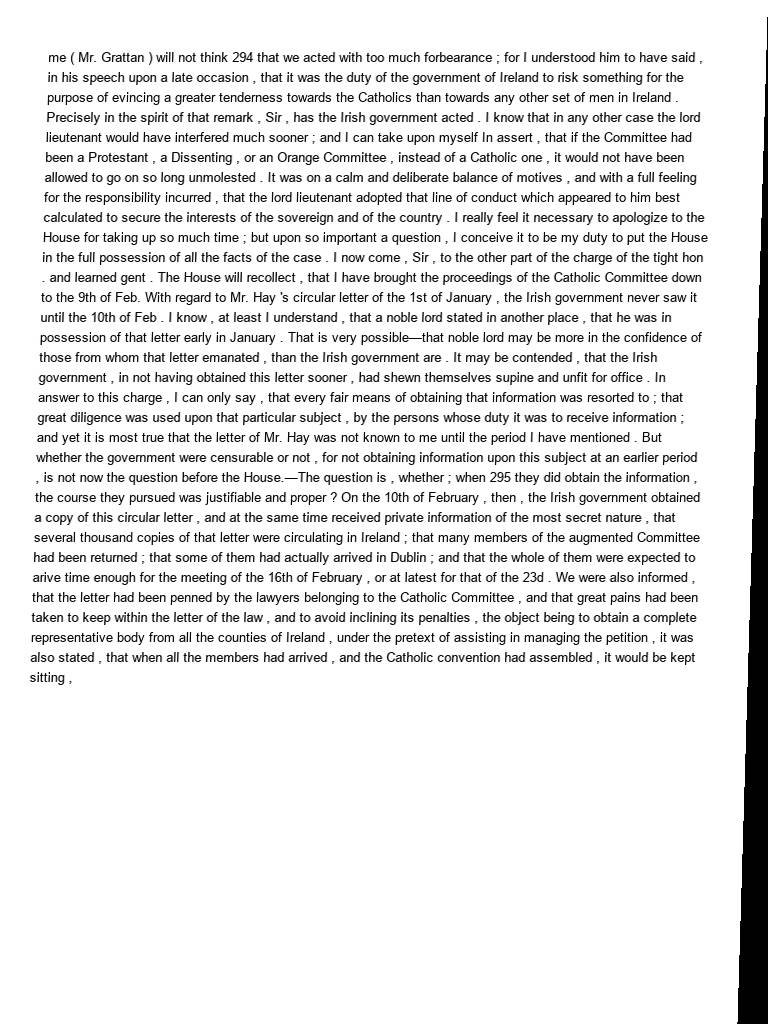 me ( Mr. Grattan ) will not think 294 that we acted with too much forbearance ; for I understood him to have said ,
in his speech upon a late occasion , that it was the duty of the government of Ireland to risk something for the
purpose of evincing a greater tenderness towards the Catholics than towards any other set of men in Ireland .
Precisely in the spirit of that remark , Sir , has the Irish government acted . I know that in any other case the lord
lieutenant would have interfered much sooner ; and I can take upon myself In assert , that if the Committee had
been a Protestant , a Dissenting , or an Orange Committee , instead of a Catholic one , it would not have been
allowed to go on so long unmolested . It was on a calm and deliberate balance of motives , and with a full feeling
for the responsibility incurred , that the lord lieutenant adopted that line of conduct which appeared to him best
calculated to secure the interests of the sovereign and of the country . I really feel it necessary to apologize to the
House for taking up so much time ; but upon so important a question , I conceive it to be my duty to put the House
in the full possession of all the facts of the case . I now come , Sir , to the other part of the charge of the tight hon
. and learned gent . The House will recollect , that I have brought the proceedings of the Catholic Committee down
to the 9th of Feb. With regard to Mr. Hay 's circular letter of the 1st of January , the Irish government never saw it
until the 10th of Feb . I know , at least I understand , that a noble lord stated in another place , that he was in
possession of that letter early in January . That is very possible—that noble lord may be more in the confidence of
those from whom that letter emanated , than the Irish government are . It may be contended , that the Irish
government , in not having obtained this letter sooner , had shewn themselves supine and unfit for office . In
answer to this charge , I can only say , that every fair means of obtaining that information was resorted to ; that
great diligence was used upon that particular subject , by the persons whose duty it was to receive information ;
and yet it is most true that the letter of Mr. Hay was not known to me until the period I have mentioned . But
whether the government were censurable or not , for not obtaining information upon this subject at an earlier period
, is not now the question before the House.—The question is , whether ; when 295 they did obtain the information ,
the course they pursued was justifiable and proper ? On the 10th of February , then , the Irish government obtained
a copy of this circular letter , and at the same time received private information of the most secret nature , that
several thousand copies of that letter were circulating in Ireland ; that many members of the augmented Committee
had been returned ; that some of them had actually arrived in Dublin ; and that the whole of them were expected to
arive time enough for the meeting of the 16th of February , or at latest for that of the 23d . We were also informed ,
that the letter had been penned by the lawyers belonging to the Catholic Committee , and that great pains had been
taken to keep within the letter of the law , and to avoid inclining its penalties , the object being to obtain a complete
representative body from all the counties of Ireland , under the pretext of assisting in managing the petition , it was
also stated , that when all the members had arrived , and the Catholic convention had assembled , it would be kept
sitting ,